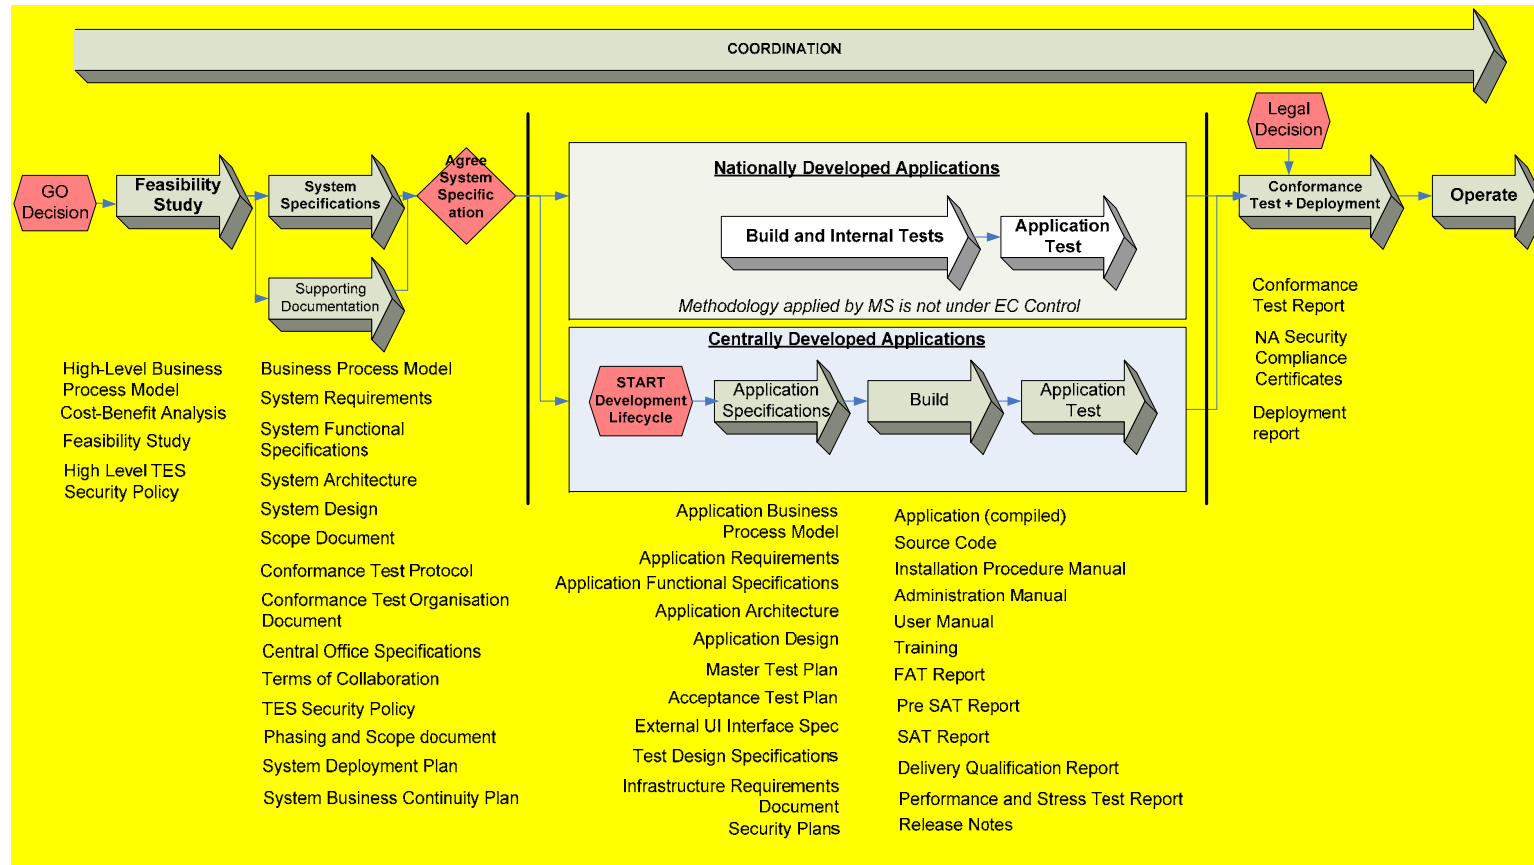 COORDINATION
GO
Decision
Feasibility
Study
System
Specifications
Supporting
Documentation
Agree
System
Specific
ation
Nationally Developed Applications
Build and Internal Tests
Application
Test
Methodology applied by MS is not under EC Control
Centrally Developed Applications
START
Development
Lifecycle
Application
Specifications
Build
Application
Test
Legal
Decision
Conformance
Test + Deployment
Operate
High-Level Business
Process Model
Cost-Benefit Analysis
Feasibility Study
High Level TES
Security Policy
Business Process Model
System Requirements
System Functional
Specifications
System Architecture
System Design
Scope Document
Conformance Test Protocol
Conformance Test Organisation
Document
Central Office Specifications
Terms of Collaboration
TES Security Policy
Phasing and Scope document
System Deployment Plan
System Business Continuity Plan
Application Business
Process Model
Application Requirements
Application Functional Specifications
Application Architecture
Application Design
Master Test Plan
Acceptance Test Plan
External UI Interface Spec
Test Design Specifications
Infrastructure Requirements
Document
Security Plans
Application (compiled)
Source Code
Installation Procedure Manual
Administration Manual
User Manual
Training
FAT Report
Pre SAT Report
SAT Report
Delivery Qualification Report
Performance and Stress Test Report
Release Notes
Conformance
Test Report
NA Security
Compliance
Certificates
Deployment
report